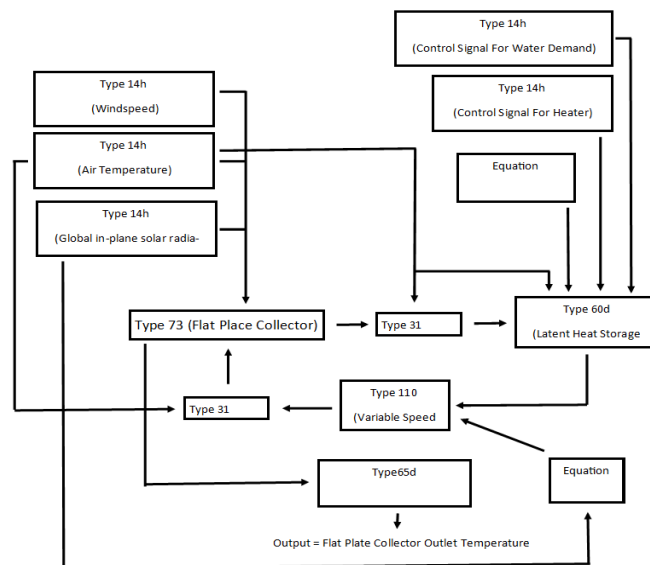 Type 14h
(Control Signal For Water Demand)
Type 14h
(Windspeed)
Type 14h
(Control Signal For Heater)
Type 14h
(Air Temperature)
Equation
Type 14h
(Global in-plane solar radia-
Type 73 (Flat Place Collector)
Type 31
Type 60d
(Latent Heat Storage
Type 31
Type 110
(Variable Speed
Type65d
Equation
Output = Flat Plate Collector Outlet Temperature